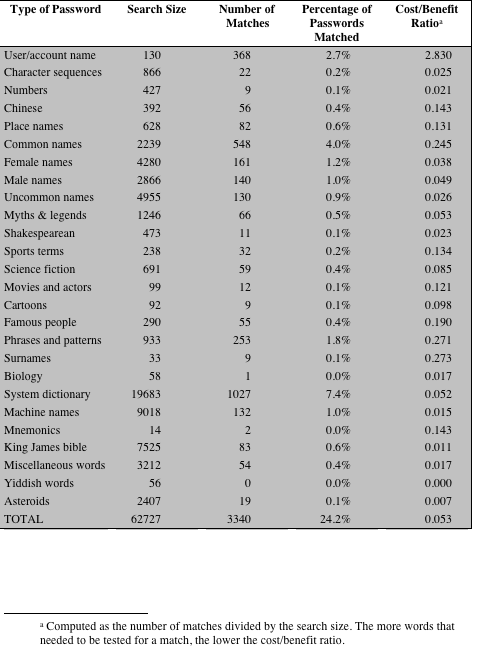 Type of Password Search Size Number of Matches Percentage of Passwords Matched Cost/Benefit Ratioᵃ
User/account name 130 368 2.7% 2.830
Character sequences 866 22 0.2% 0.025
Numbers 427 9 0.1% 0.021
Chinese 392 56 0.4% 0.143
Place names 628 82 0.6% 0.131
Common names 2239 548 4.0% 0.245
Female names 4280 161 1.2% 0.038
Male names 2866 140 1.0% 0.049
Uncommon names 4955 130 0.9% 0.026
Myths & legends 1246 66 0.5% 0.053
Shakespearean 473 11 0.1% 0.023
Sports terms 238 32 0.2% 0.134
Science fiction 691 59 0.4% 0.085
Movies and actors 99 12 0.1% 0.121
Cartoons 92 9 0.1% 0.098
Famous people 290 55 0.4% 0.190
Phrases and patterns 933 253 1.8% 0.271
Surnames 33 9 0.1% 0.273
Biology 58 1 0.0% 0.017
System dictionary 19683 1027 7.4% 0.052
Machine names 9018 132 1.0% 0.015
Mnemonics 14 2 0.0% 0.143
King James bible 7525 83 0.6% 0.011
Miscellaneous words 3212 54 0.4% 0.017
Yiddish words 56 0 0.0% 0.000
Asteroids 2407 19 0.1% 0.007
TOTAL 62727 3340 24.2% 0.053
ᵃ Computed as the number of matches divided by the search size. The more words that
needed to be tested for a match, the lower the cost/benefit ratio.